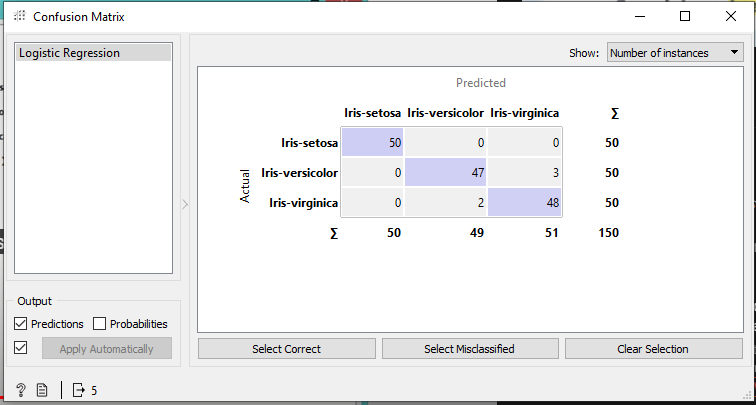 Confusion Matrix
Logistic Regression
Show: Number of instances
Predicted
Iris-setosa Iris-versicolor Iris-virginica Σ
Iris-setosa 50 0 0 50
Actual
Iris-versicolor 0 47 3 50
Iris-virginica 0 2 48 50
Σ 50 49 51 150
Output
Predictions Probabilities
Apply Automatically
Select Correct Select Misclassified Clear Selection
? 5